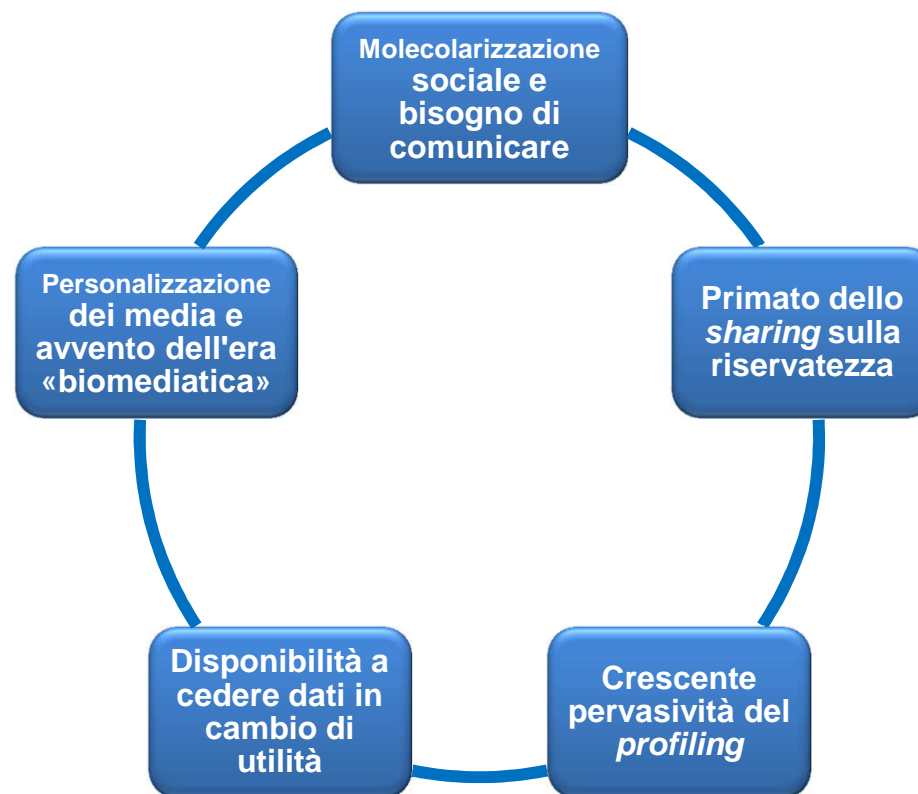 Molecolarizzazione
sociale e
bisogno di
comunicare
Primato dello
sharing sulla
riservatezza
Crescente
pervasività del
profiling
Disponibilità a
cedere dati in
cambio di
utilità
Personalizzazione
dei media e
avvento dell'era
«biomediatica»